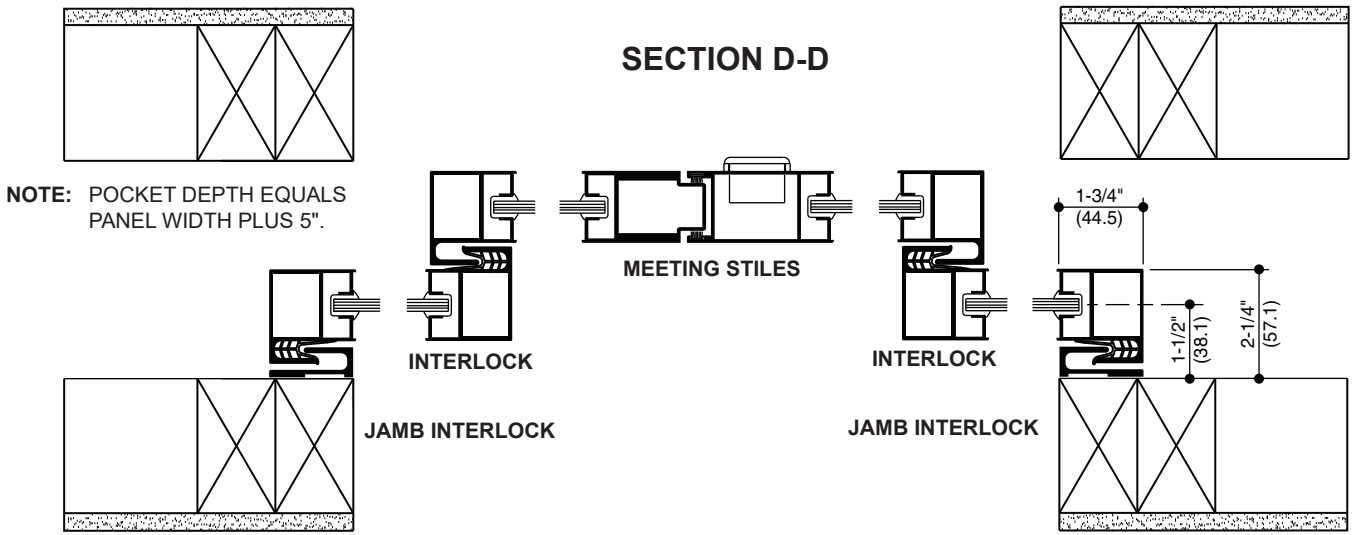 SECTION D-D
NOTE: POCKET DEPTH EQUALS
PANEL WIDTH PLUS 5".
1-3/4"
(44.5)
MEETING STILES
INTERLOCK
INTERLOCK
1-1/2"
(38.1)
2-1/4"
(57.1)
JAMB INTERLOCK
JAMB INTERLOCK